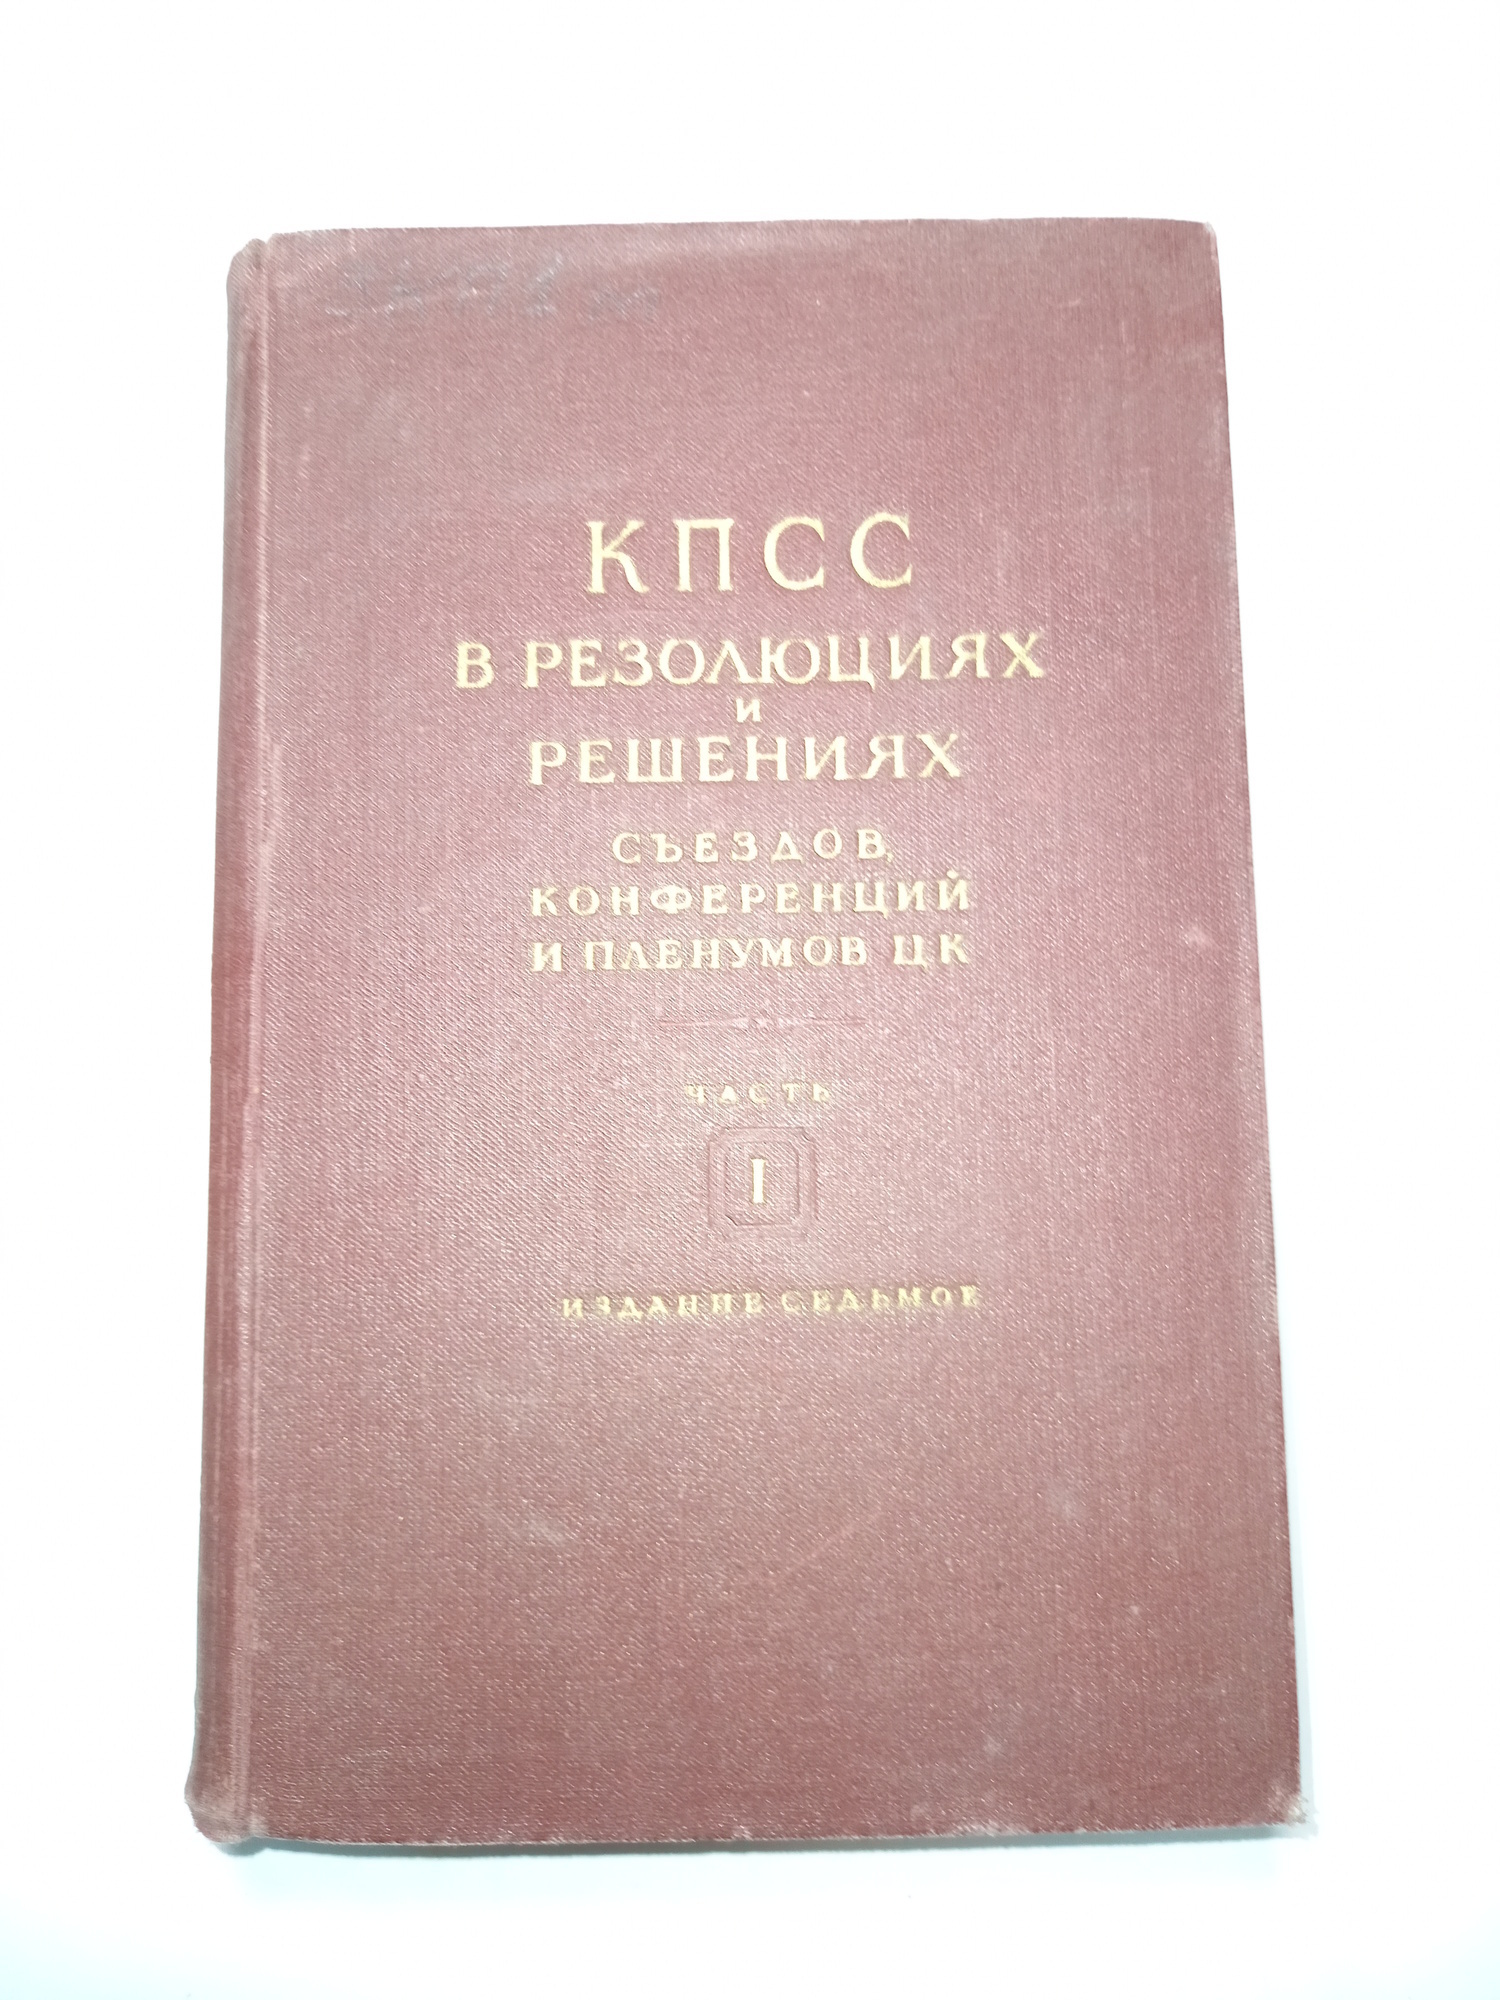 КПСС
В РЕЗОЛЮЦИЯХ
И
РЕШЕНИЯХ
СЪЕЗДОВ,
КОНФЕРЕНЦИЙ
И ПЛЕНУМОВ ЦК
ЧАСТЬ
I
ИЗДАНИЕ СЕДЬМОЕ